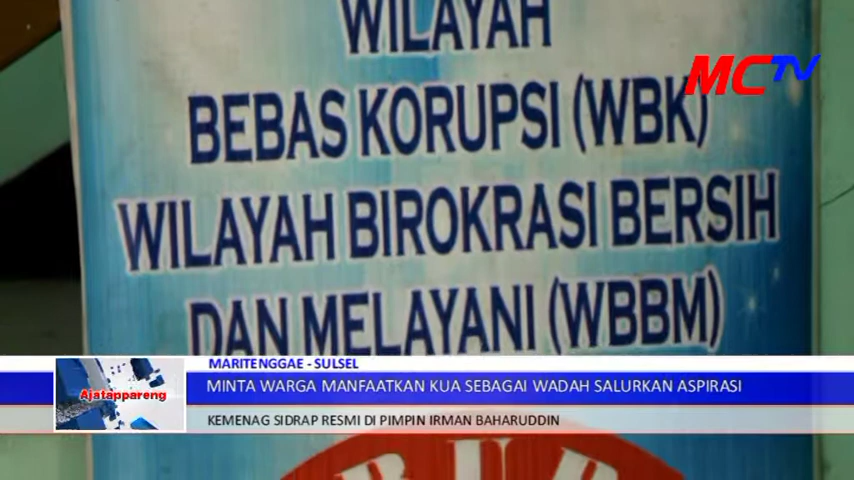 WILAYAH
BEBAS KORUPSI (WBK)
WILAYAH BIROKRASI BERSIH
DAN MELAYANI (WBBM)
MCTV
MARITENGGAE - SULSEL
MINTA WARGA MANFAATKAN KUA SEBAGAI WADAH SALURKAN ASPIRASI
Ajatappareng
KEMENAG SIDRAP RESMI DI PIMPIN IRMAN BAHARUDDIN